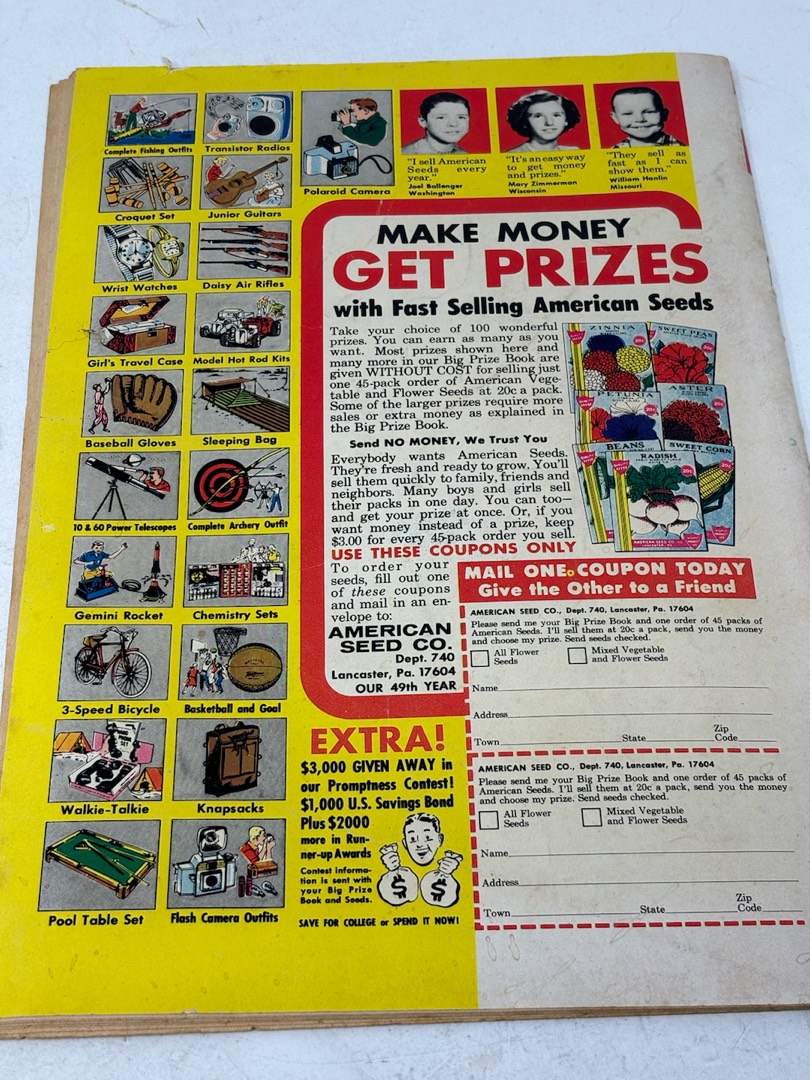 Complete Fishing Outfits
Transistor Radios
Polaroid Camera
"I sell American
Seeds every
year."
Joel Ballenger
Washington
"It's an easy way
to get money
and prizes."
Mary Zimmerman
Wisconsin
"They sell as
fast as I can
show them."
William Hanlin
Missouri
Croquet Set
Junior Guitars
Wrist Watches
Daisy Air Rifles
Girl's Travel Case
Model Hot Rod Kits
Baseball Gloves
Sleeping Bag
10 & 60 Power Telescopes
Complete Archery Outfit
Gemini Rocket
Chemistry Sets
3-Speed Bicycle
Basketball and Goal
Walkie-Talkie
Knapsacks
Pool Table Set
Flash Camera Outfits
MAKE MONEY
GET PRIZES
with Fast Selling American Seeds
Take your choice of 100 wonderful
prizes. You can earn as many as you
want. Most prizes shown here and
many more in our Big Prize Book are
given WITHOUT COST for selling just
one 45-pack order of American Vege-
table and Flower Seeds at 20c a pack.
Some of the larger prizes require more
sales or extra money as explained in
the Big Prize Book.
Send NO MONEY, We Trust You
Everybody wants American Seeds.
They're fresh and ready to grow. You'll
sell them quickly to family, friends and
neighbors. Many boys and girls sell
their packs in one day. You can too—
and get your prize at once. Or, if you
want money instead of a prize, keep
$3.00 for every 45-pack order you sell.
USE THESE COUPONS ONLY
To order your
seeds, fill out one
of these coupons
and mail in an en-
velope to:
AMERICAN
SEED CO.
Dept. 740
Lancaster, Pa. 17604
OUR 49th YEAR
ZINNIA
SWEET PEAS
PETUNIA
ASTER
BEANS
SWEET CORN
RADISH
20c
AMERICAN SEED CO.
MAIL ONE COUPON TODAY
Give the Other to a Friend
AMERICAN SEED CO., Dept. 740, Lancaster, Pa. 17604
Please send me your Big Prize Book and one order of 45 packs of
American Seeds. I'll sell them at 20c a pack, send you the money
and choose my prize. Send seeds checked.
All Flower
Seeds
Mixed Vegetable
and Flower Seeds
Name
Address
Town State Zip Code
AMERICAN SEED CO., Dept. 740, Lancaster, Pa. 17604
Please send me your Big Prize Book and one order of 45 packs of
American Seeds. I'll sell them at 20c a pack, send you the money
and choose my prize. Send seeds checked.
All Flower
Seeds
Mixed Vegetable
and Flower Seeds
Name
Address
Town State Zip Code
EXTRA!
$3,000 GIVEN AWAY in
our Promptness Contest!
$1,000 U.S. Savings Bond
Plus $2000
more in Run-
ner-up Awards
Contest informa-
tion is sent with
your Big Prize
Book and Seeds.
$ $
SAVE FOR COLLEGE or SPEND IT NOW!